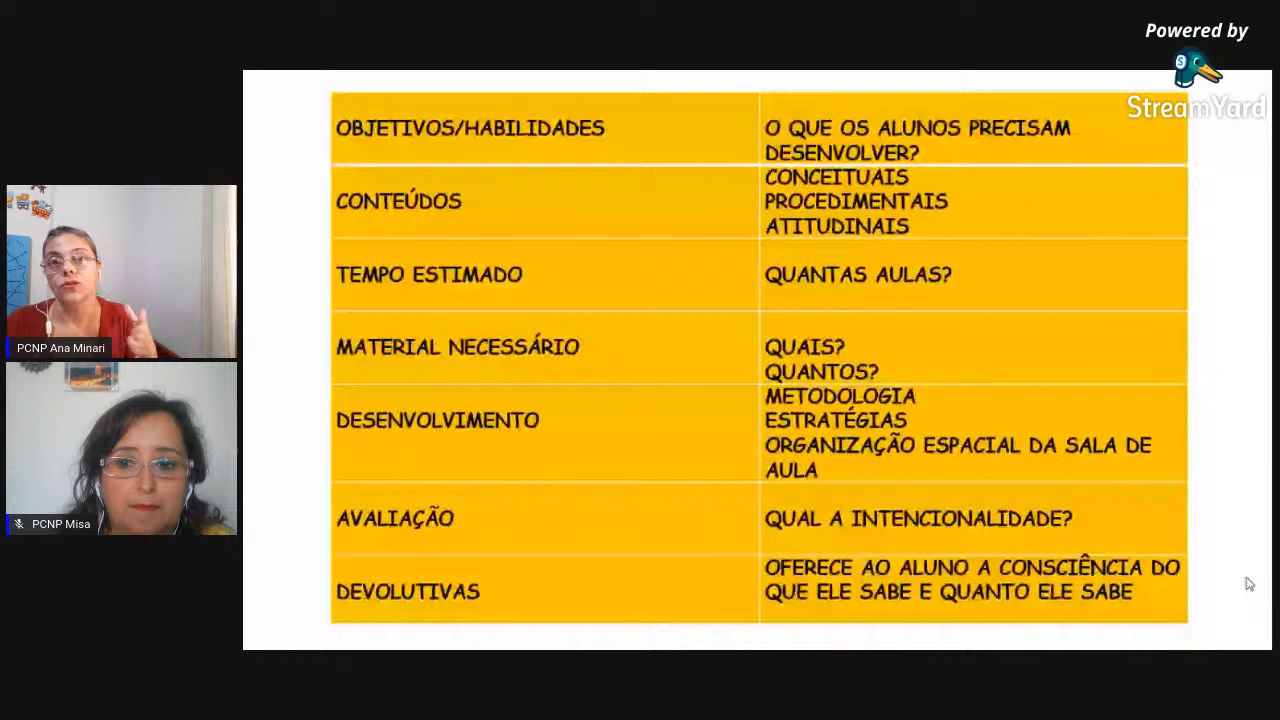 Powered by
StreamYard
OBJETIVOS/HABILIDADES
O QUE OS ALUNOS PRECISAM
DESENVOLVER?
CONTEÚDOS
CONCEITUAIS
PROCEDIMENTAIS
ATITUDINAIS
TEMPO ESTIMADO
QUANTAS AULAS?
MATERIAL NECESSÁRIO
QUAIS?
QUANTOS?
DESENVOLVIMENTO
METODOLOGIA
ESTRATÉGIAS
ORGANIZAÇÃO ESPACIAL DA SALA DE
AULA
AVALIAÇÃO
QUAL A INTENCIONALIDADE?
DEVOLUTIVAS
OFERECE AO ALUNO A CONSCIÊNCIA DO
QUE ELE SABE E QUANTO ELE SABE
PCNP Ana Minari
PCNP Misa